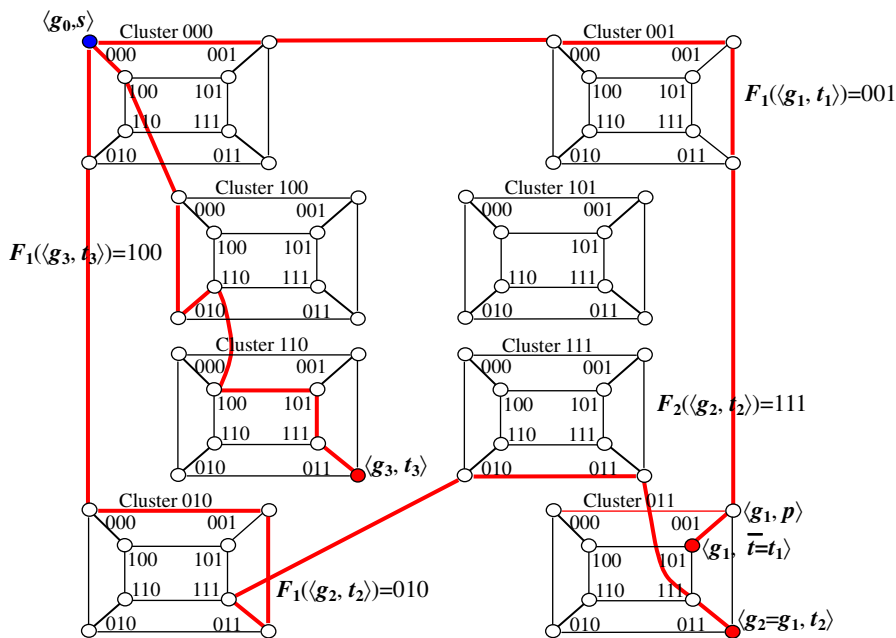 ⟨g0,s⟩
Cluster 000
000 001
100 101
110 111
010 011
Cluster 001
000 001
100 101
110 111
010 011
F1(⟨g1, t1⟩)=001
Cluster 100
000 001
100 101
110 111
010 011
F1(⟨g3, t3⟩)=100
Cluster 101
000 001
100 101
110 111
010 011
Cluster 110
000 001
100 101
110 111
010 011
⟨g3, t3⟩
Cluster 111
000 001
100 101
110 111
010 011
F2(⟨g2, t2⟩)=111
Cluster 010
000 001
100 101
110 111
010 011
F1(⟨g2, t2⟩)=010
Cluster 011
000 001
100 101
110 111
010 011
⟨g1, p⟩
⟨g1, t̅=t1⟩
⟨g2=g1, t2⟩